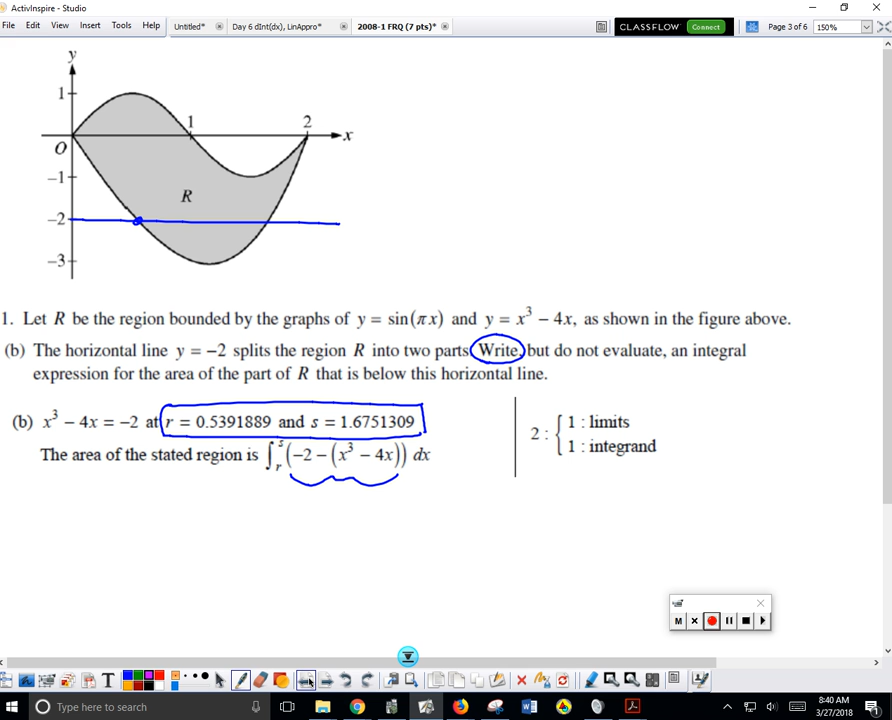 ActivInspire - Studio
File Edit View Insert Tools Help
Untitled* Day 6 dInt(dx), LinAppro* 2008-1 FRQ (7 pts)*
CLASSFLOW Connect Page 3 of 6 150%
y
1
1 2 x
O
-1
R
-2
-3
1. Let R be the region bounded by the graphs of y = sin(πx) and y = x³ − 4x, as shown in the figure above.
(b) The horizontal line y = −2 splits the region R into two parts. Write, but do not evaluate, an integral
expression for the area of the part of R that is below this horizontal line.
(b) x³ − 4x = −2 at r = 0.5391889 and s = 1.6751309
The area of the stated region is ∫ᵣˢ (−2 − (x³ − 4x)) dx
2 : { 1 : limits
1 : integrand
M
T
Type here to search
8:40 AM
3/27/2018
1